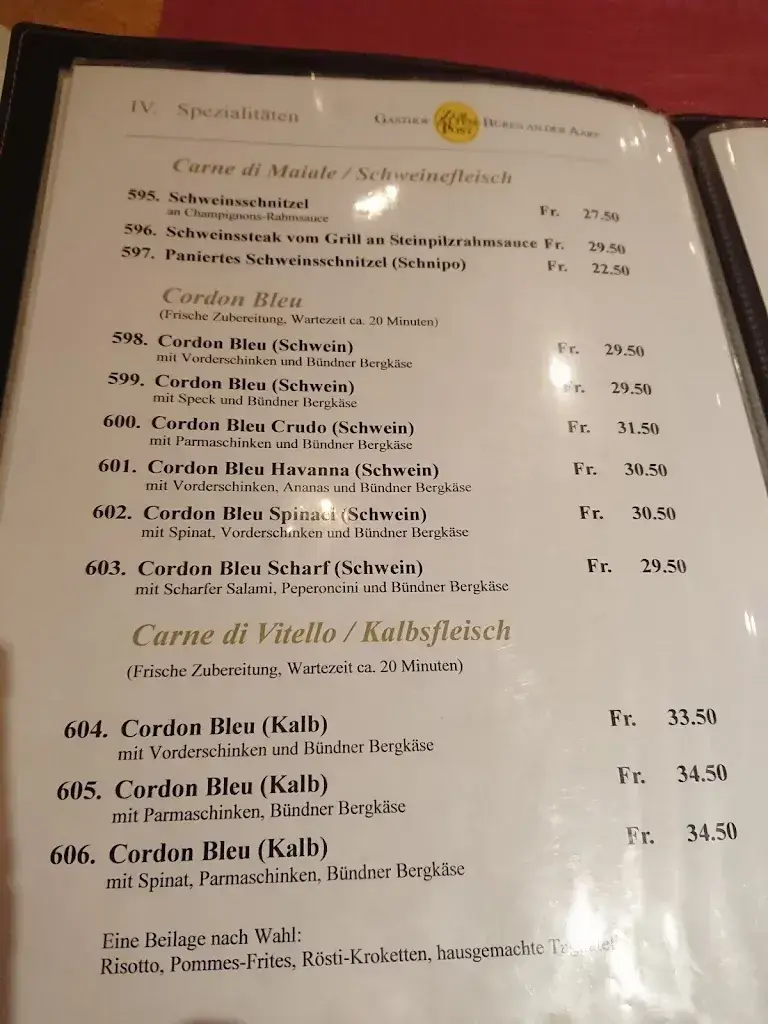 IV. Spezialitäten
GASTHOF POST BÜREN AN DER AARE
Carne di Maiale / Schweinefleisch
595. Schweinsschnitzel Fr. 27.50
an Champignons-Rahmsauce
596. Schweinssteak vom Grill an Steinpilzrahmsauce Fr. 29.50
597. Paniertes Schweinsschnitzel (Schnipo) Fr. 22.50
Cordon Bleu
(Frische Zubereitung, Wartezeit ca. 20 Minuten)
598. Cordon Bleu (Schwein) Fr. 29.50
mit Vorderschinken und Bündner Bergkäse
599. Cordon Bleu (Schwein) Fr. 29.50
mit Speck und Bündner Bergkäse
600. Cordon Bleu Crudo (Schwein) Fr. 31.50
mit Parmaschinken und Bündner Bergkäse
601. Cordon Bleu Havanna (Schwein) Fr. 30.50
mit Vorderschinken, Ananas und Bündner Bergkäse
602. Cordon Bleu Spinaci (Schwein) Fr. 30.50
mit Spinat, Vorderschinken und Bündner Bergkäse
603. Cordon Bleu Scharf (Schwein) Fr. 29.50
mit Scharfer Salami, Peperoncini und Bündner Bergkäse
Carne di Vitello / Kalbsfleisch
(Frische Zubereitung, Wartezeit ca. 20 Minuten)
604. Cordon Bleu (Kalb) Fr. 33.50
mit Vorderschinken und Bündner Bergkäse
605. Cordon Bleu (Kalb) Fr. 34.50
mit Parmaschinken, Bündner Bergkäse
606. Cordon Bleu (Kalb) Fr. 34.50
mit Spinat, Parmaschinken, Bündner Bergkäse
Eine Beilage nach Wahl:
Risotto, Pommes-Frites, Rösti-Kroketten, hausgemachte